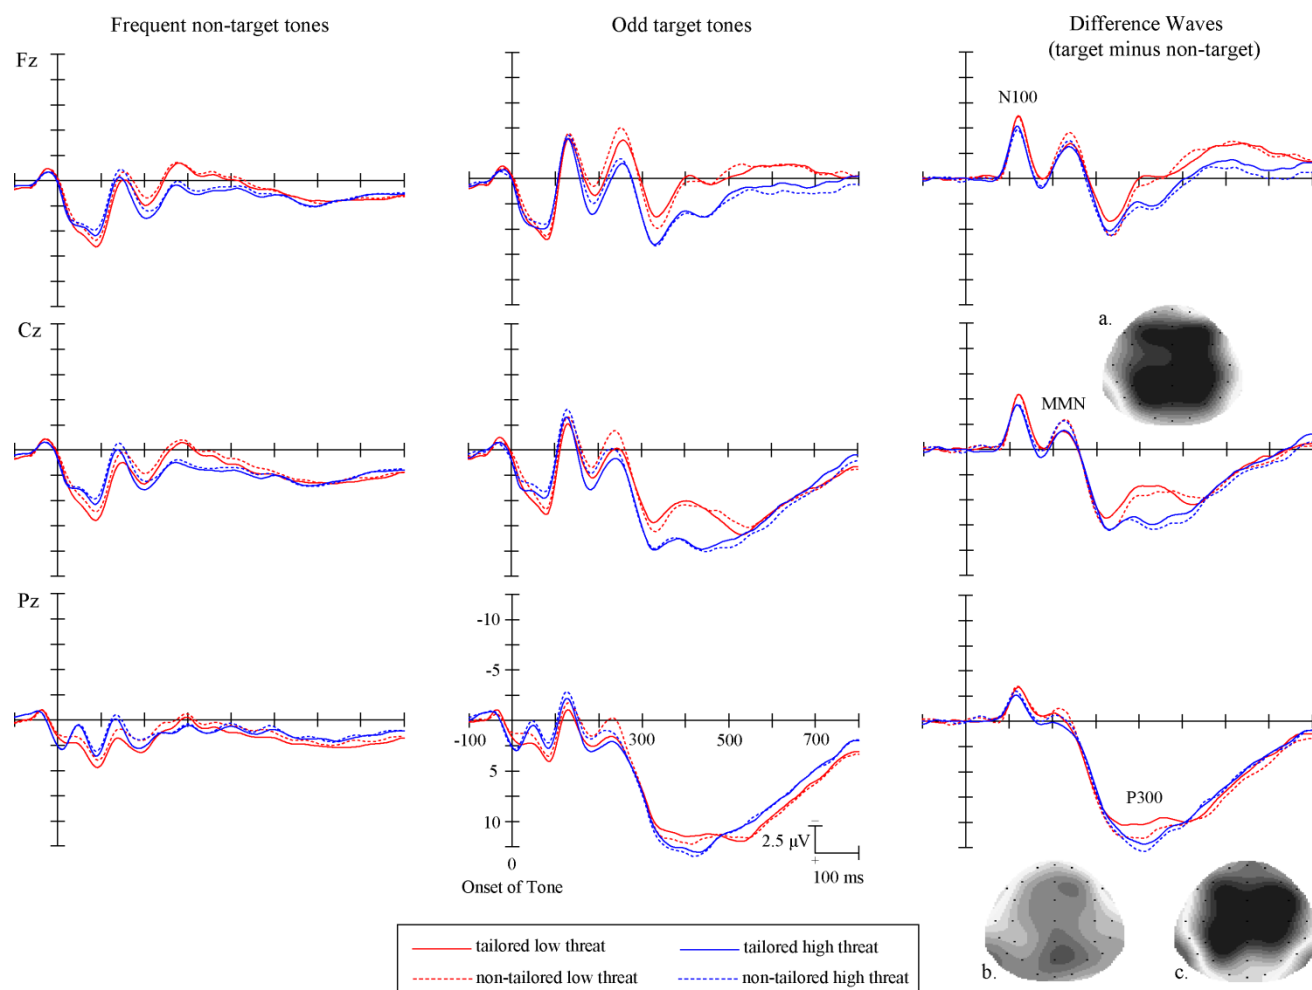 Frequent non-target tones
Odd target tones
Difference Waves
(target minus non-target)
Fz
N100
Cz
MMN
a.
Pz
-10
-5
-100
300
500
700
5
10
P300
2.5 μV
−
+
100 ms
0
Onset of Tone
b.
c.
tailored low threat
tailored high threat
non-tailored low threat
non-tailored high threat